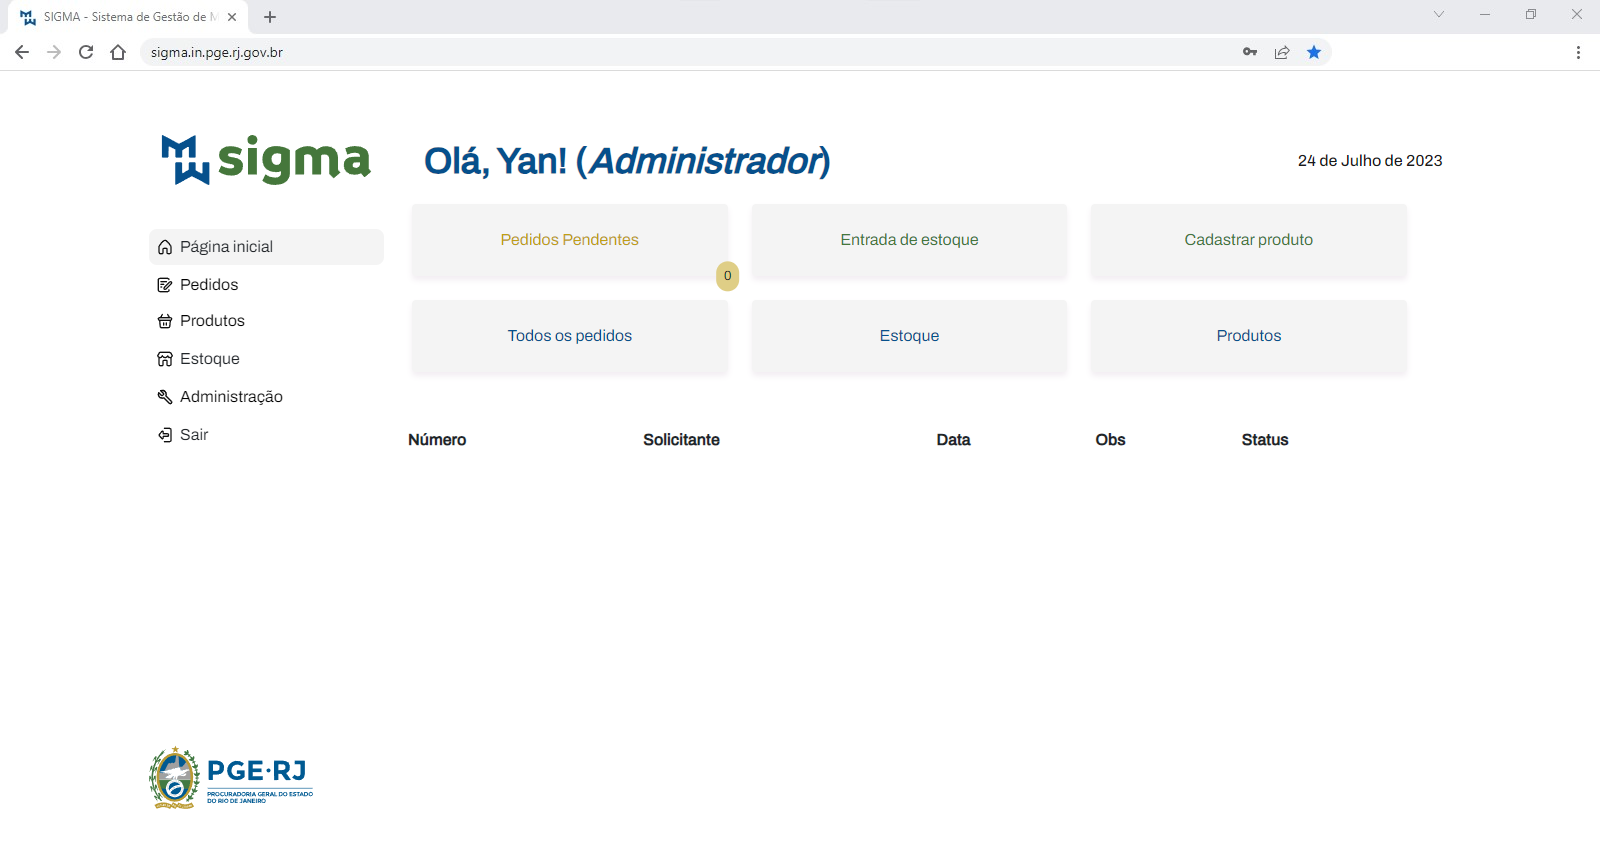 SIGMA - Sistema de Gestão de M
sigma.in.pge.rj.gov.br
sigma
Olá, Yan! (Administrador)
24 de Julho de 2023
Página inicial
Pedidos
Produtos
Estoque
Administração
Sair
Pedidos Pendentes
0
Entrada de estoque
Cadastrar produto
Todos os pedidos
Estoque
Produtos
Número Solicitante Data Obs Status
PGE·RJ
PROCURADORIA GERAL DO ESTADO
DO RIO DE JANEIRO